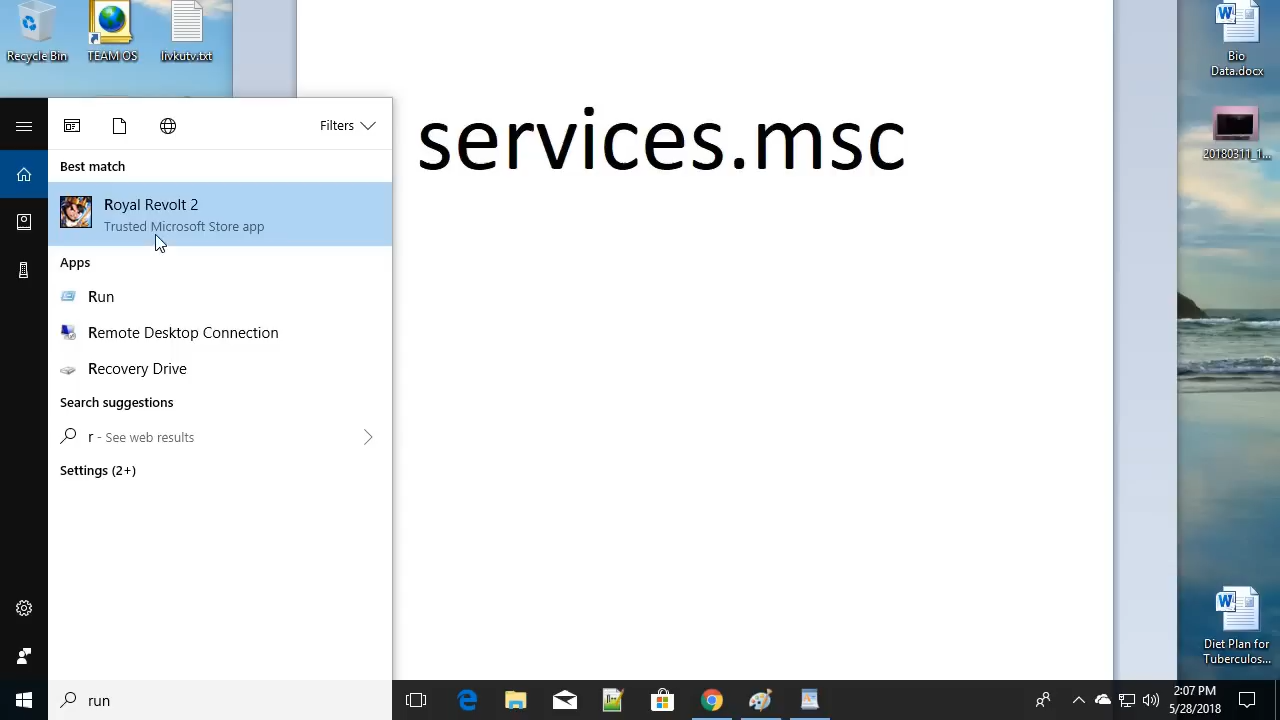 Recycle Bin
TEAM OS
livkutv.txt
Bio
Data.docx
20180311_1...
Filters
services.msc
Best match
Royal Revolt 2
Trusted Microsoft Store app
Apps
Run
Remote Desktop Connection
Recovery Drive
Search suggestions
r - See web results
Settings (2+)
Diet Plan for
Tuberculos...
run
2:07 PM
5/28/2018